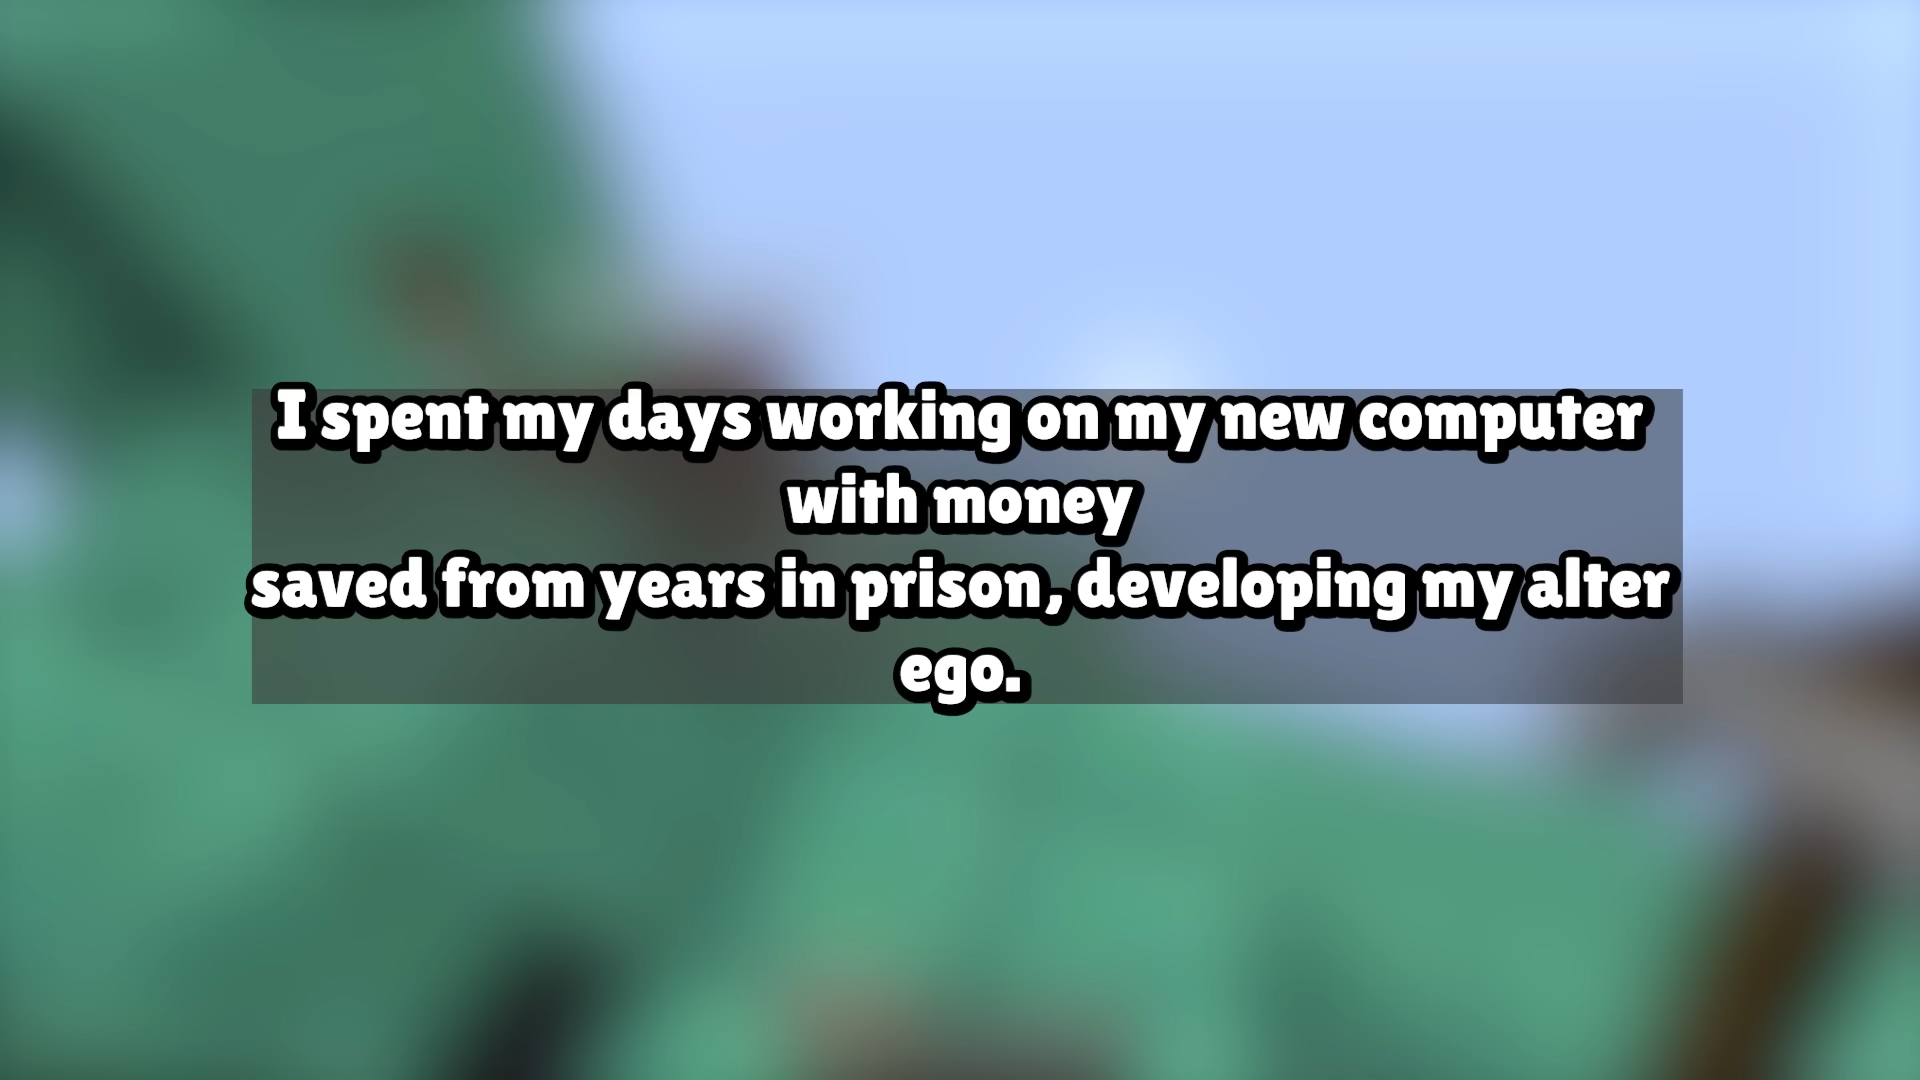 I spent my days working on my new computer
with money
saved from years in prison, developing my alter
ego.